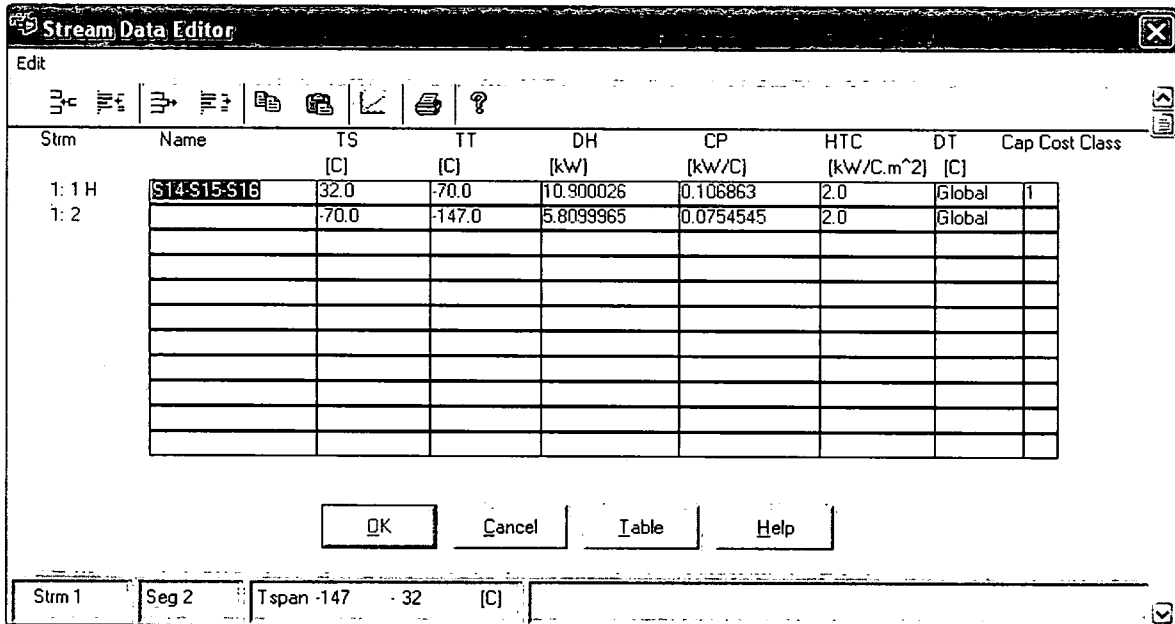 Stream Data Editor
Edit
Strm Name TS TT DH CP HTC DT Cap Cost Class
[C] [C] [kW] [kW/C] [kW/C.m^2] [C]
1: 1 H S14-S15-S16 32.0 -70.0 10.900026 0.106863 2.0 Global 1
1: 2 -70.0 -147.0 5.8099965 0.0754545 2.0 Global
OK Cancel Table Help
Strm 1 Seg 2 Tspan -147 - 32 [C]